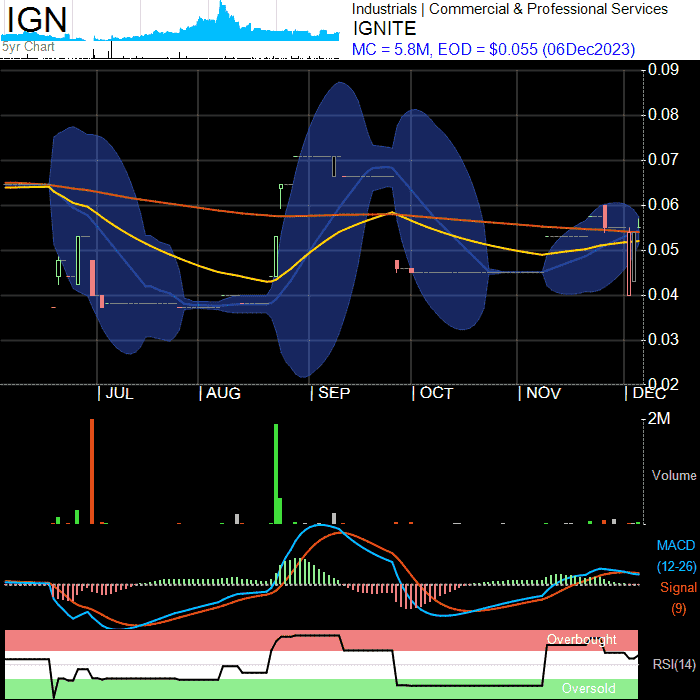 IGN
5yr Chart
Industrials | Commercial & Professional Services
IGNITE
MC = 5.8M, EOD = $0.055 (06Dec2023)
0.09
0.08
0.07
0.06
0.05
0.04
0.03
0.02
| JUL
| AUG
| SEP
| OCT
| NOV
| DEC
2M
Volume
MACD
(12-26)
Signal
(9)
Overbought
RSI(14)
Oversold